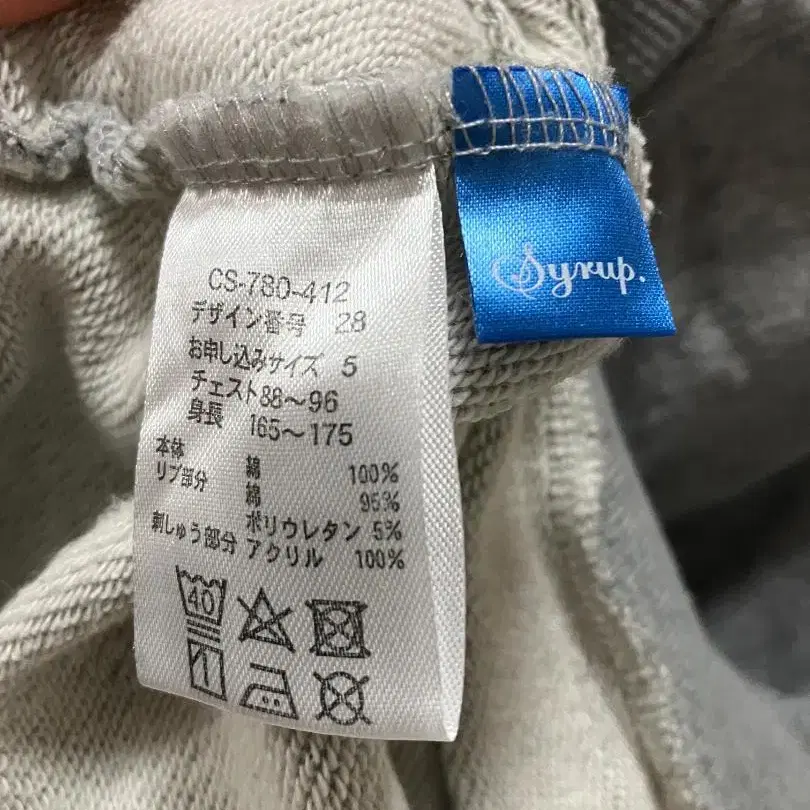 Syrup.
CS-780-412
デザイン番号 28
お申し込みサイズ 5
チェスト88～96
身長 165～175
本体 綿 100%
リブ部分 綿 95%
ポリウレタン 5%
刺しゅう部分 アクリル 100%
40